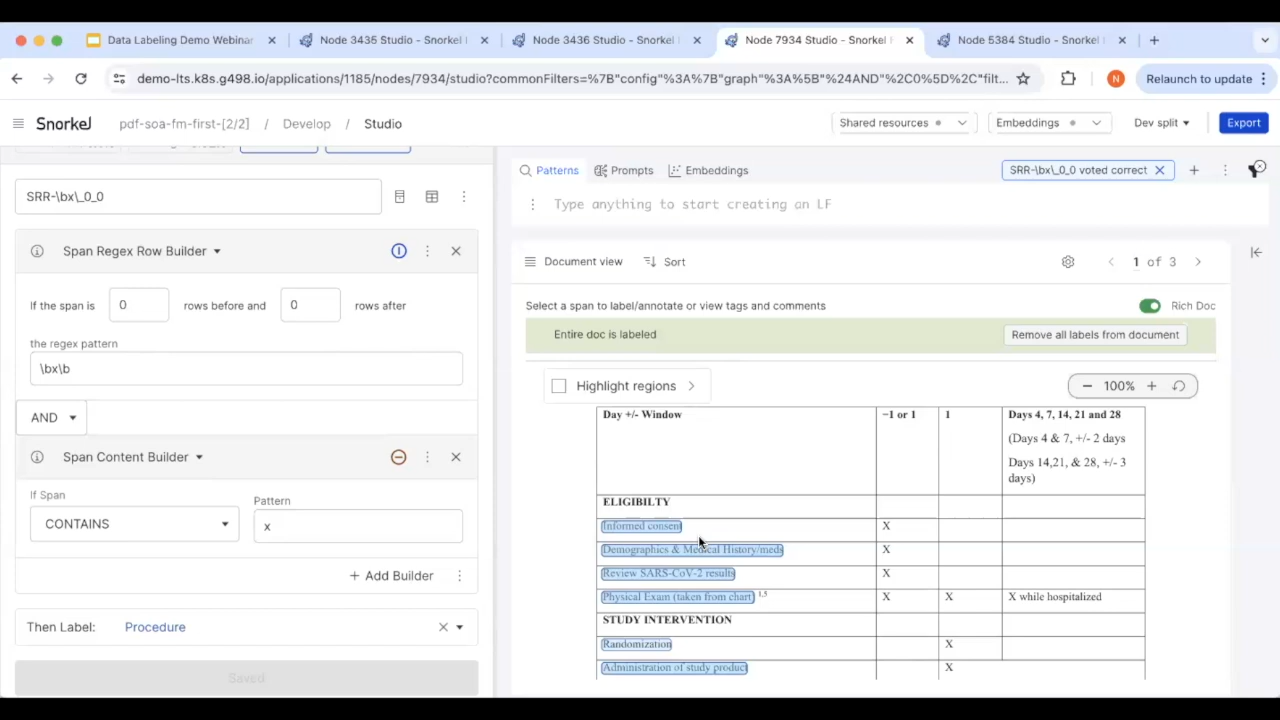 Data Labeling Demo Webinar
Node 3435 Studio - Snorkel
Node 3436 Studio - Snorkel
Node 7934 Studio - Snorkel
Node 5384 Studio - Snorkel
demo-lts.k8s.g498.io/applications/1185/nodes/7934/studio?commonFilters=%7B"config"%3A%7B"graph"%3A%5B"%24AND"%2C0%5D%2C"filt...
N
Relaunch to update
Snorkel
pdf-soa-fm-first-[2/2] / Develop / Studio
Shared resources
Embeddings
Dev split
Export
SRR-\bx\_0_0
Span Regex Row Builder
If the span is 0 rows before and 0 rows after
the regex pattern
\bx\b
AND
Span Content Builder
If Span
Pattern
CONTAINS
x
+ Add Builder
Then Label: Procedure
Saved
Patterns
Prompts
Embeddings
SRR-\bx\_0_0 voted correct
Type anything to start creating an LF
Document view
Sort
1 of 3
Select a span to label/annotate or view tags and comments
Rich Doc
Entire doc is labeled
Remove all labels from document
Highlight regions
100%
Day +/- Window −1 or 1 1 Days 4, 7, 14, 21 and 28
(Days 4 & 7, +/- 2 days
Days 14,21, & 28, +/- 3
days)
ELIGIBILTY
Informed consent X
Demographics & Medical History/meds X
Review SARS-CoV-2 results X
Physical Exam (taken from chart) 1,5 X X X while hospitalized
STUDY INTERVENTION
Randomization X
Administration of study product X